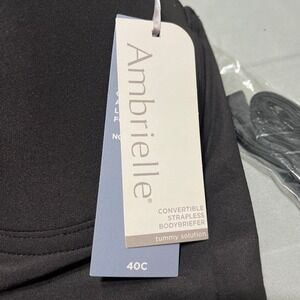 Ambrielle®
CONVERTIBLE
STRAPLESS
BODYBRIEFER
tummy solution
40C